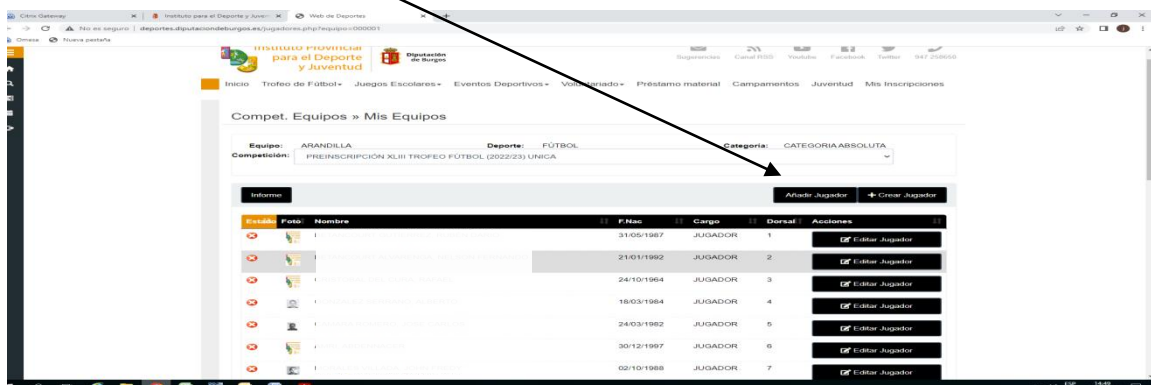 Citrix Gateway
Instituto para el Deporte y Juven
Web de Deportes
No es seguro | deportes.diputaciondeburgos.es/jugadores.php?equipo=000001
Omesa Nueva pestaña
Instituto Provincial
para el Deporte
y Juventud
Diputación
de Burgos
Sugerencias Canal RSS Youtube Facebook Twitter 947 258650
Inicio Trofeo de Fútbol Juegos Escolares Eventos Deportivos Voluntariado Préstamo material Campamentos Juventud Mis Inscripciones
Compet. Equipos » Mis Equipos
Equipo: ARANDILLA Deporte: FÚTBOL Categoría: CATEGORIA ABSOLUTA
Competición: PREINSCRIPCIÓN XLIII TROFEO FÚTBOL (2022/23) UNICA
Informe Añadir Jugador + Crear Jugador
Estado Foto Nombre F.Nac Cargo Dorsal Acciones
31/05/1987 JUGADOR 1 Editar Jugador
21/01/1992 JUGADOR 2 Editar Jugador
24/10/1964 JUGADOR 3 Editar Jugador
18/03/1984 JUGADOR 4 Editar Jugador
24/03/1982 JUGADOR 5 Editar Jugador
30/12/1997 JUGADOR 6 Editar Jugador
02/10/1988 JUGADOR 7 Editar Jugador
ESP 14:49